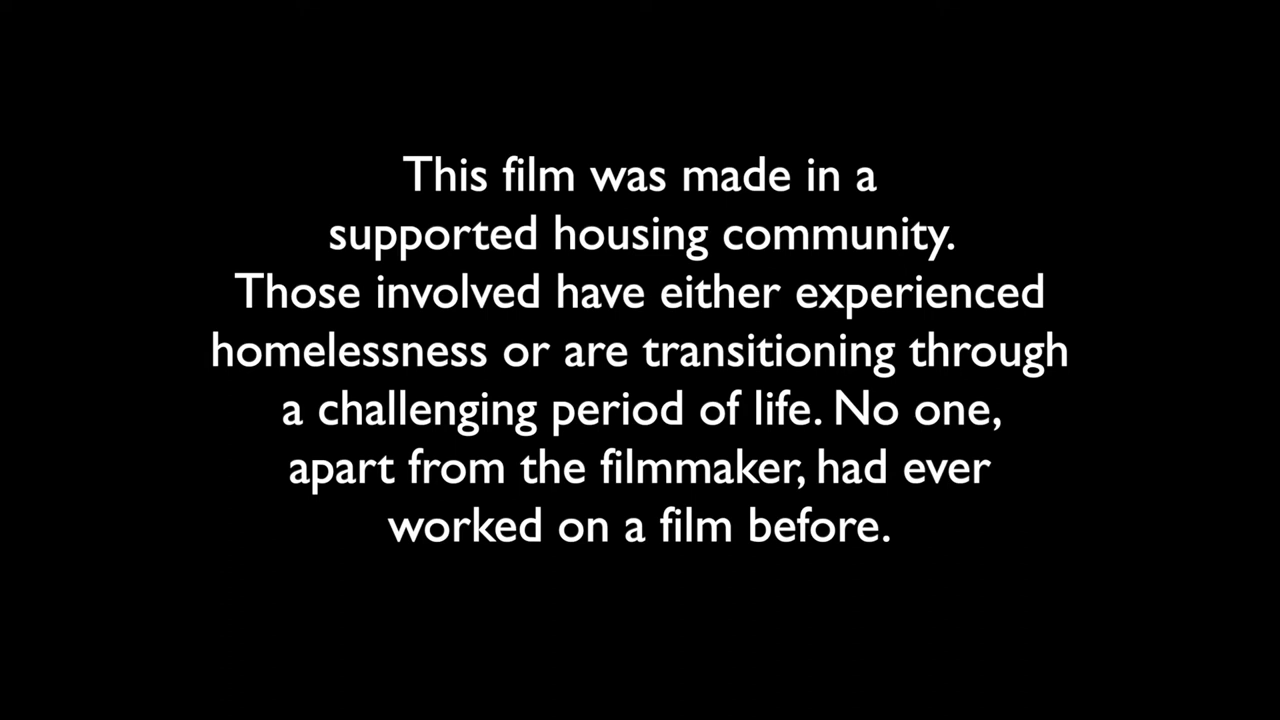 This film was made in a
supported housing community.
Those involved have either experienced
homelessness or are transitioning through
a challenging period of life. No one,
apart from the filmmaker, had ever
worked on a film before.